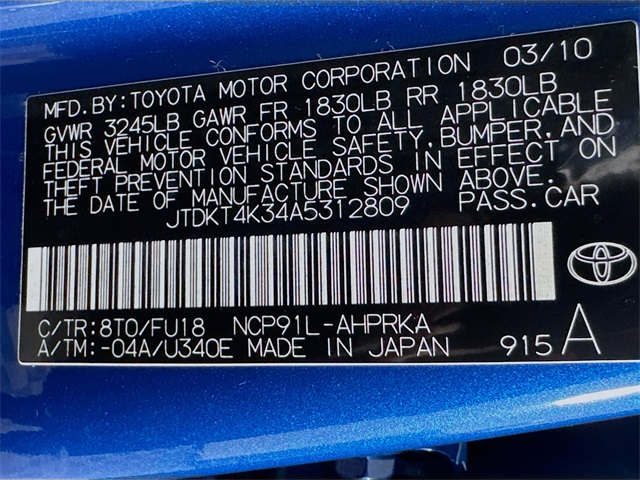 MFD. BY: TOYOTA MOTOR CORPORATION 03/10
GVWR 3245LB GAWR FR 1830LB RR 1830LB
THIS VEHICLE CONFORMS TO ALL APPLICABLE
FEDERAL MOTOR VEHICLE SAFETY, BUMPER, AND
THEFT PREVENTION STANDARDS IN EFFECT ON
THE DATE OF MANUFACTURE SHOWN ABOVE.
JTDKT4K34A5312809 PASS. CAR
C/TR: 8T0/FU18 NCP91L-AHPRKA
A/TM: -04A/U340E MADE IN JAPAN 915 A